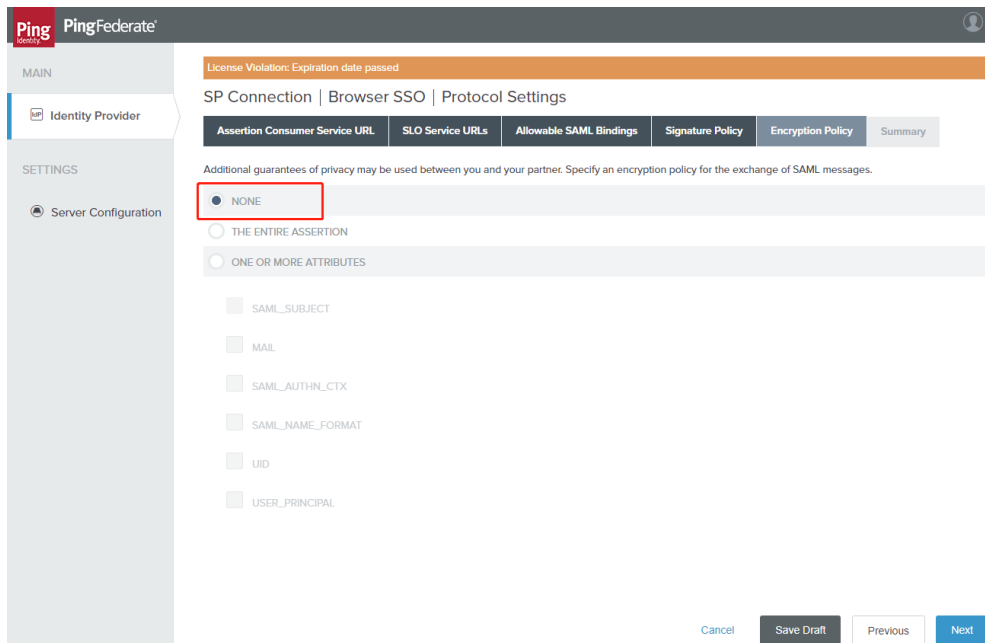 Ping
Identity.
PingFederate®
MAIN
IdP Identity Provider
SETTINGS
Server Configuration
License Violation: Expiration date passed
SP Connection | Browser SSO | Protocol Settings
Assertion Consumer Service URL SLO Service URLs Allowable SAML Bindings Signature Policy Encryption Policy Summary
Additional guarantees of privacy may be used between you and your partner. Specify an encryption policy for the exchange of SAML messages.
NONE
THE ENTIRE ASSERTION
ONE OR MORE ATTRIBUTES
SAML_SUBJECT
MAIL
SAML_AUTHN_CTX
SAML_NAME_FORMAT
UID
USER_PRINCIPAL
Cancel Save Draft Previous Next